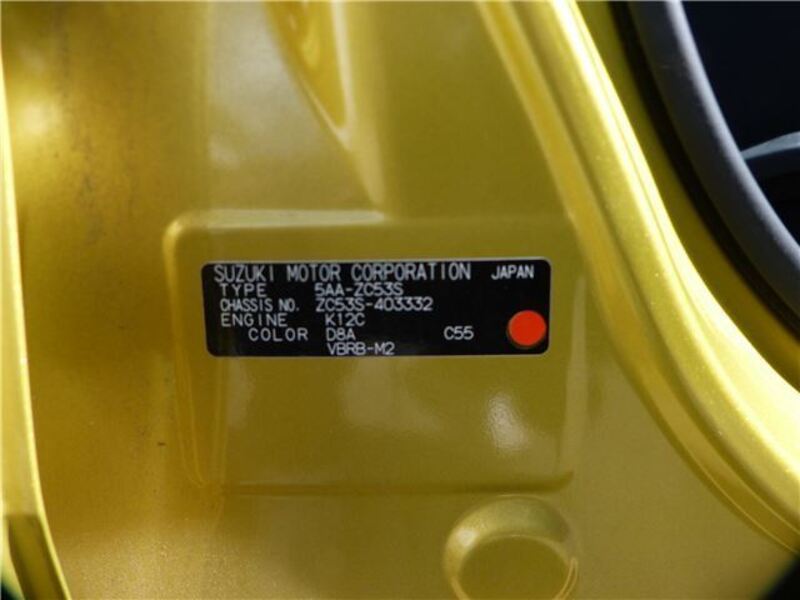 SUZUKI MOTOR CORPORATION JAPAN
TYPE 5AA-ZC53S
CHASSIS NO. ZC53S-403332
ENGINE K12C
COLOR D8A C55
VBRB-M2